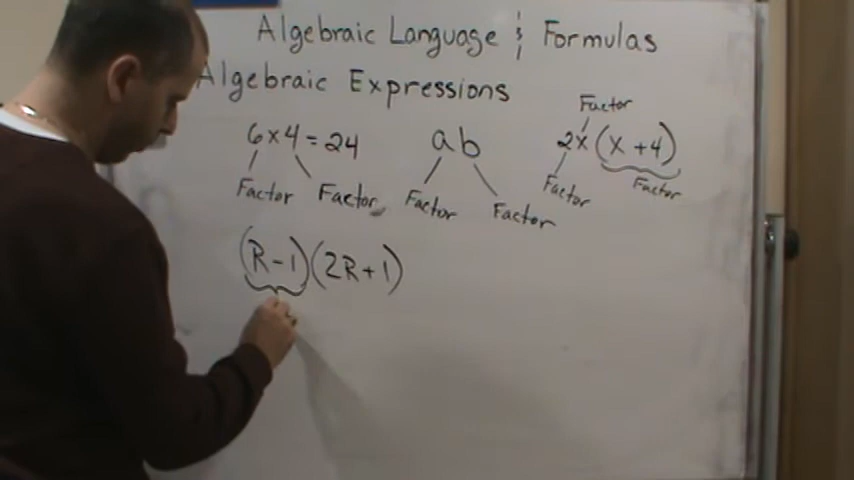 Algebraic Language & Formulas
Algebraic Expressions
Factor
6 x 4 = 24 ab 2x (x + 4)
Factor Factor Factor Factor Factor Factor
(R - 1)(2R + 1)